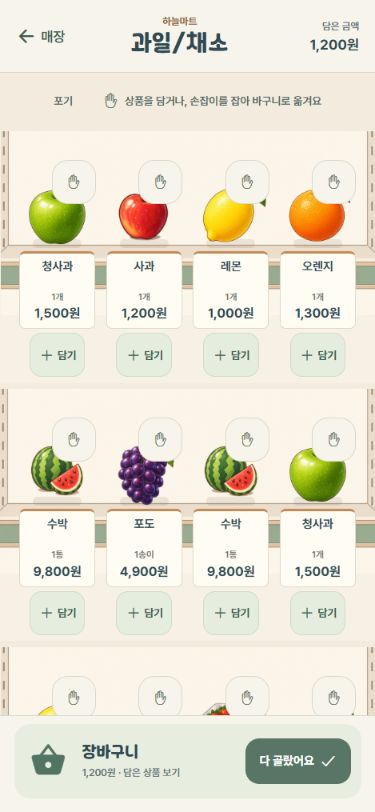 하늘마트
매장
과일/채소
담은 금액
1,200원
포기
상품을 담거나, 손잡이를 잡아 바구니로 옮겨요
청사과
사과
레몬
오렌지
1개
1개
1개
1개
1,500원
1,200원
1,000원
1,300원
+ 담기
+ 담기
+ 담기
+ 담기
수박
포도
수박
청사과
1통
1송이
1통
1개
9,800원
4,900원
9,800원
1,500원
+ 담기
+ 담기
+ 담기
+ 담기
장바구니
1,200원 · 담은 상품 보기
다 골랐어요